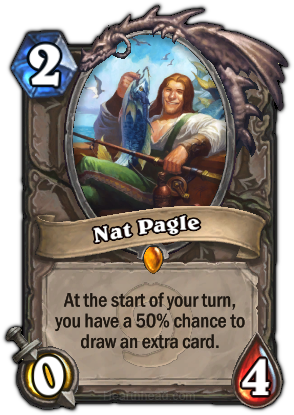 2
Nat Pagle
At the start of your turn,
you have a 50% chance to
draw an extra card.
0
4